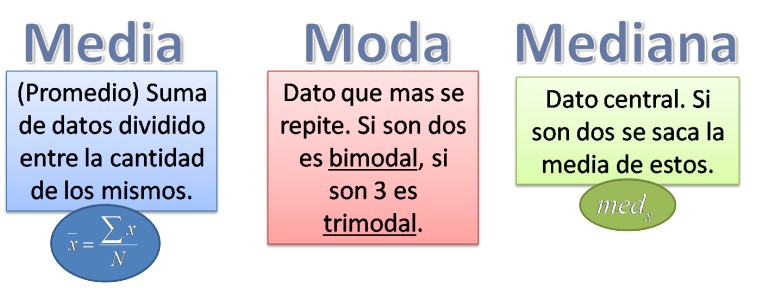 Media
(Promedio) Suma
de datos dividido
entre la cantidad
de los mismos.
x̄ = ∑x / N
Moda
Dato que mas se
repite. Si son dos
es bimodal, si
son 3 es
trimodal.
Mediana
Dato central. Si
son dos se saca la
media de estos.
medₓ